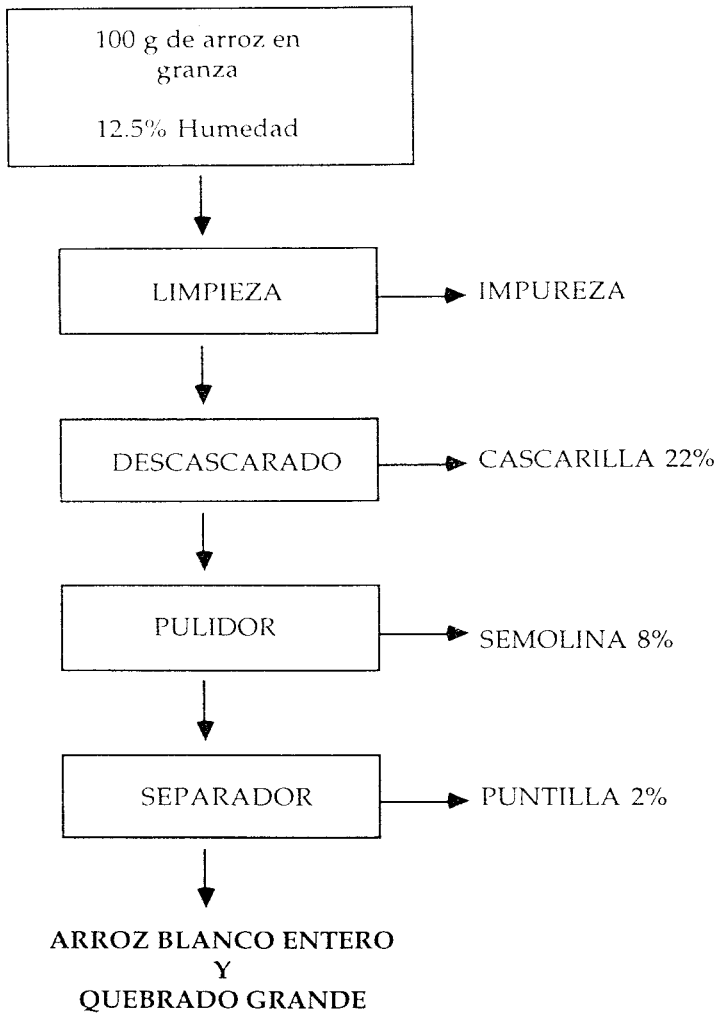 100 g de arroz en
granza
12.5% Humedad
LIMPIEZA
IMPUREZA
DESCASCARADO
CASCARILLA 22%
PULIDOR
SEMOLINA 8%
SEPARADOR
PUNTILLA 2%
ARROZ BLANCO ENTERO
Y
QUEBRADO GRANDE